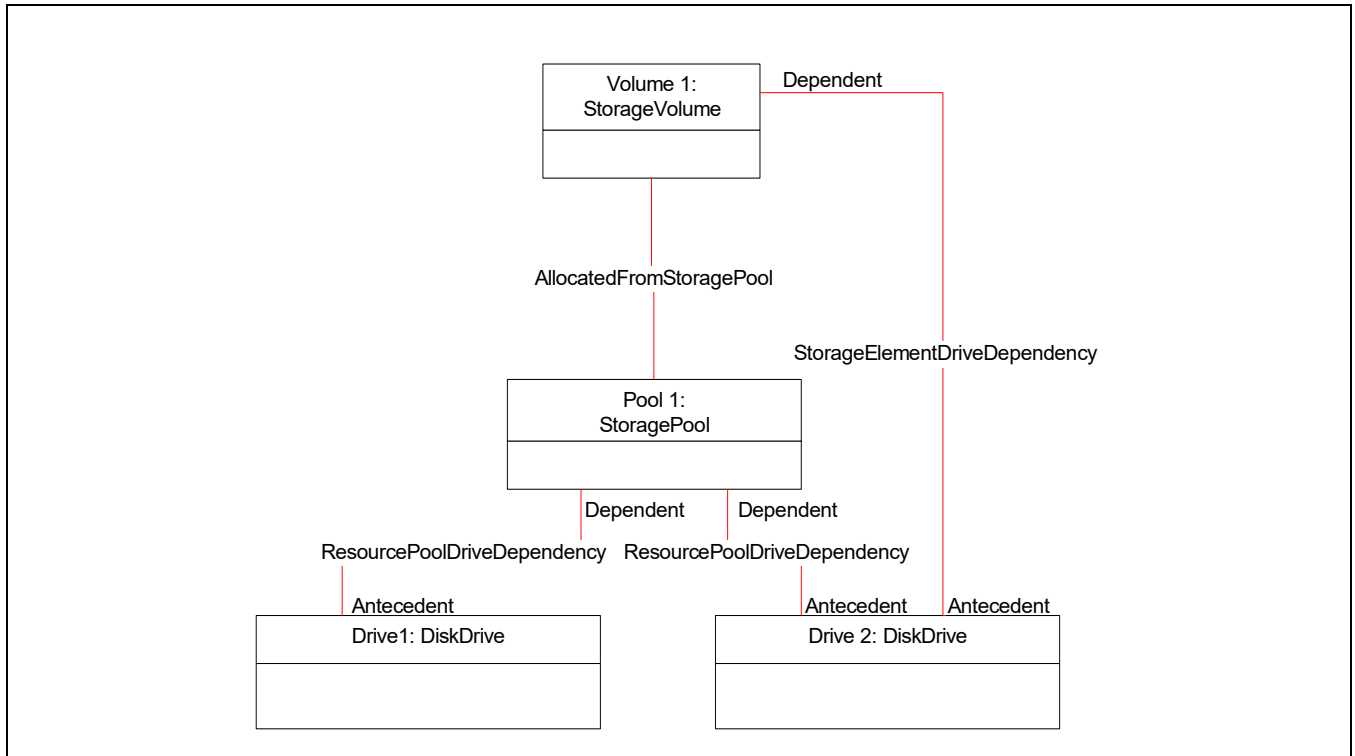 Volume 1:
StorageVolume
Dependent
AllocatedFromStoragePool
StorageElementDriveDependency
Pool 1:
StoragePool
Dependent
Dependent
ResourcePoolDriveDependency
ResourcePoolDriveDependency
Antecedent
Antecedent
Antecedent
Drive1: DiskDrive
Drive 2: DiskDrive